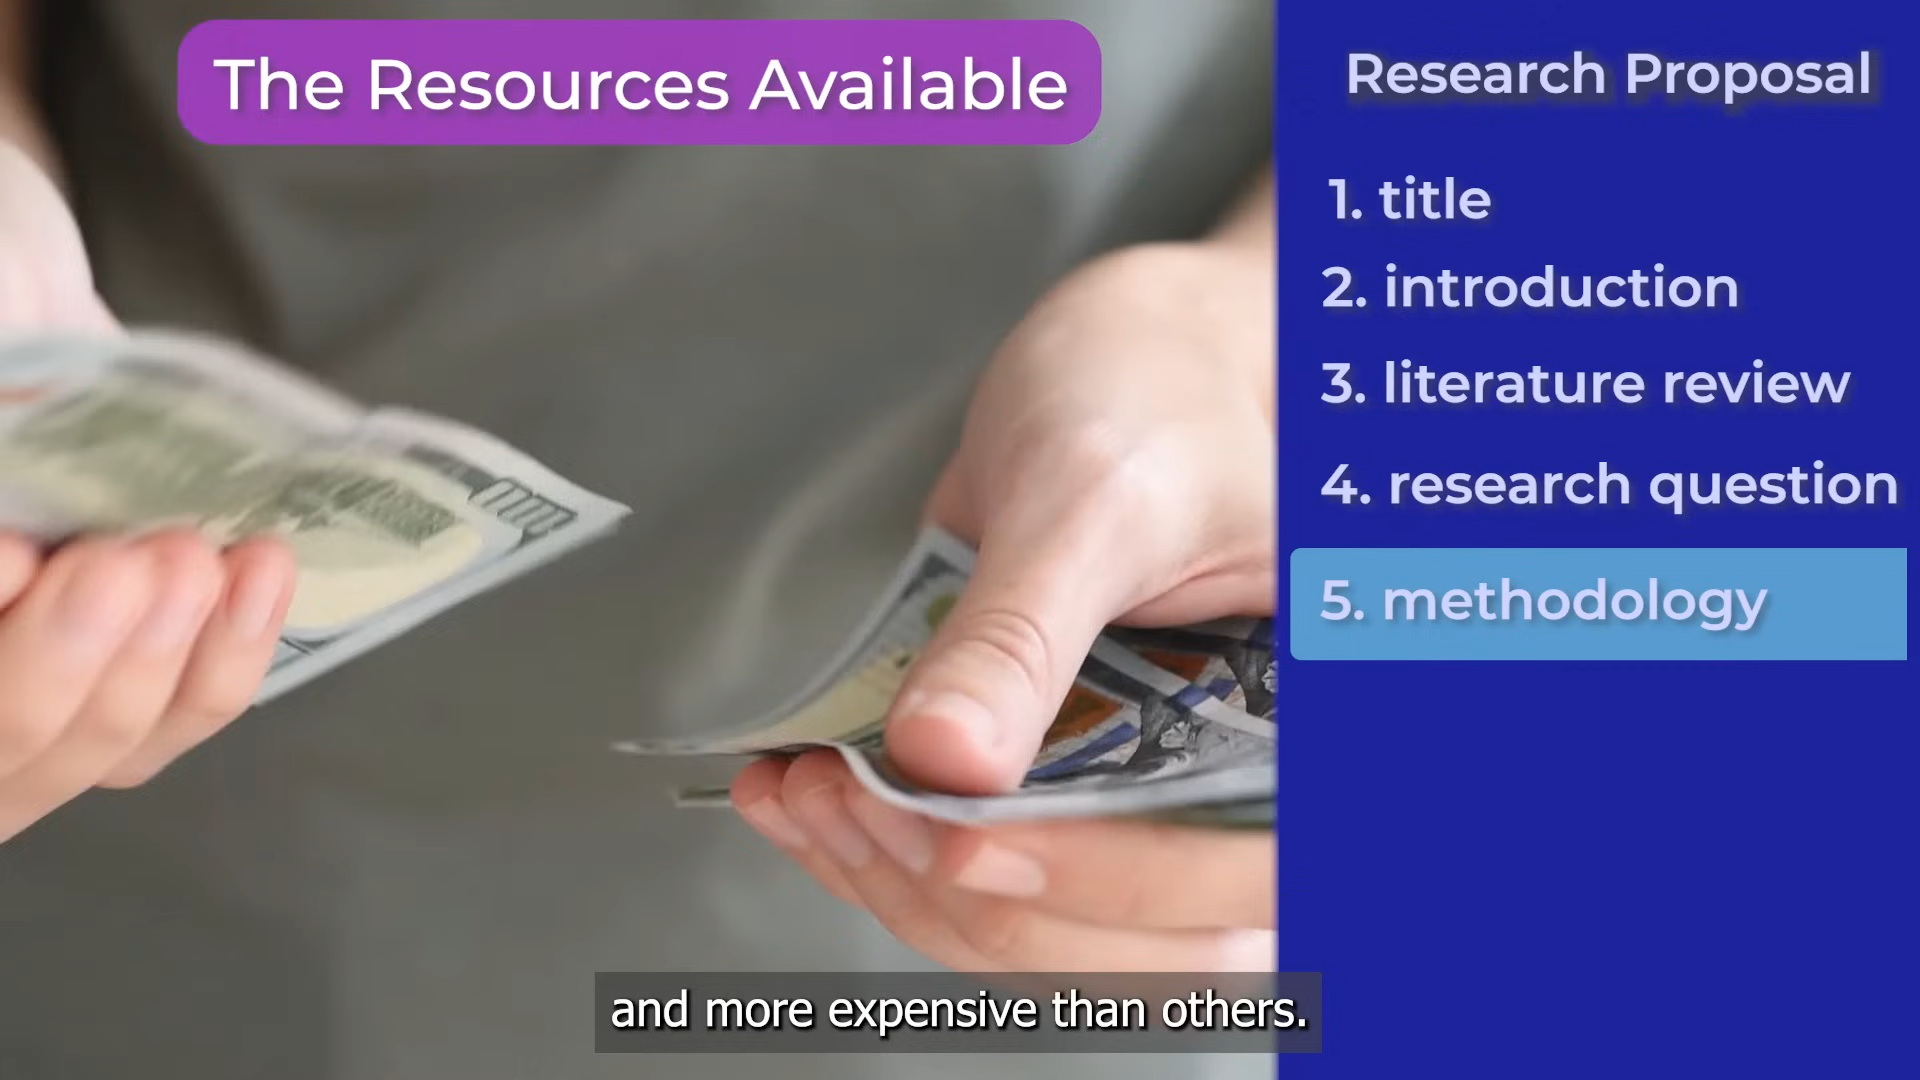 The Resources Available
Research Proposal
1. title
2. introduction
3. literature review
4. research question
5. methodology
and more expensive than others.